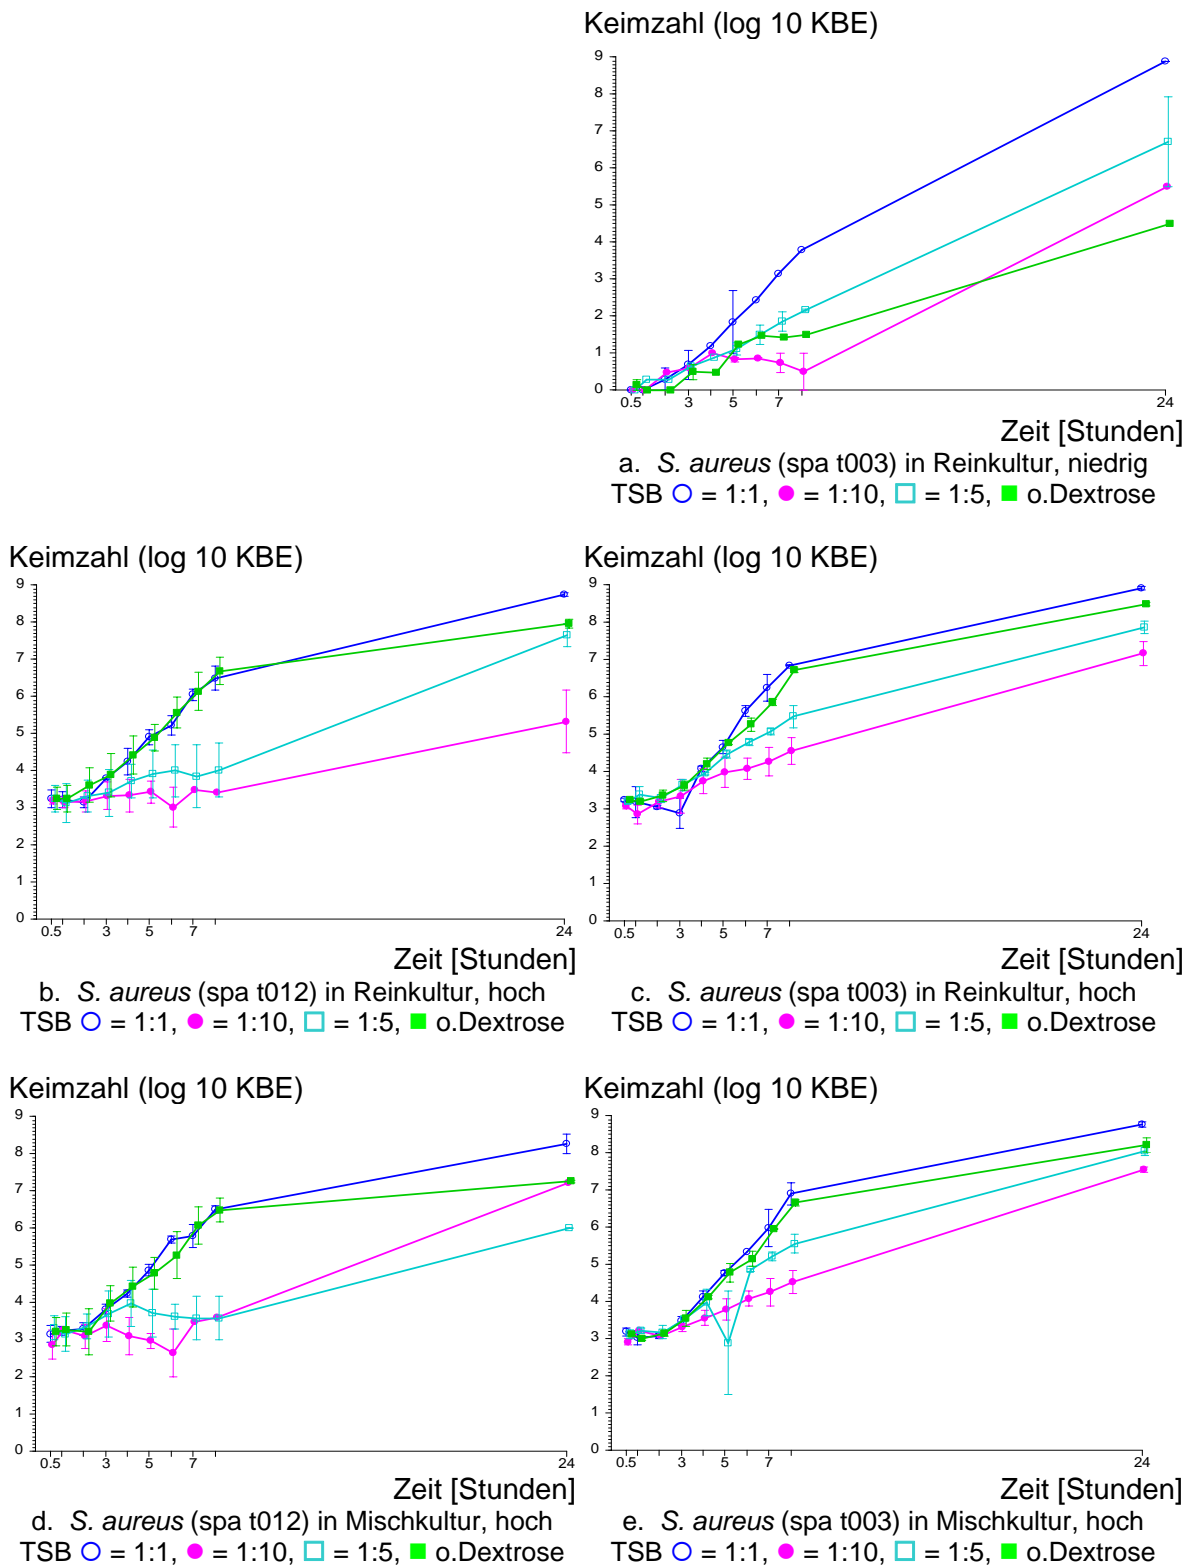 Keimzahl (log 10 KBE)
9
8
7
6
5
4
3
2
1
0
0.5 3 5 7 24
Zeit [Stunden]
a. S. aureus (spa t003) in Reinkultur, niedrig
TSB ○ = 1:1, ● = 1:10, □ = 1:5, ■ o.Dextrose
Keimzahl (log 10 KBE)
9
8
7
6
5
4
3
2
1
0
0.5 3 5 7 24
Zeit [Stunden]
b. S. aureus (spa t012) in Reinkultur, hoch
TSB ○ = 1:1, ● = 1:10, □ = 1:5, ■ o.Dextrose
Keimzahl (log 10 KBE)
9
8
7
6
5
4
3
2
1
0
0.5 3 5 7 24
Zeit [Stunden]
c. S. aureus (spa t003) in Reinkultur, hoch
TSB ○ = 1:1, ● = 1:10, □ = 1:5, ■ o.Dextrose
Keimzahl (log 10 KBE)
9
8
7
6
5
4
3
2
1
0
0.5 3 5 7 24
Zeit [Stunden]
d. S. aureus (spa t012) in Mischkultur, hoch
TSB ○ = 1:1, ● = 1:10, □ = 1:5, ■ o.Dextrose
Keimzahl (log 10 KBE)
9
8
7
6
5
4
3
2
1
0
0.5 3 5 7 24
Zeit [Stunden]
e. S. aureus (spa t003) in Mischkultur, hoch
TSB ○ = 1:1, ● = 1:10, □ = 1:5, ■ o.Dextrose